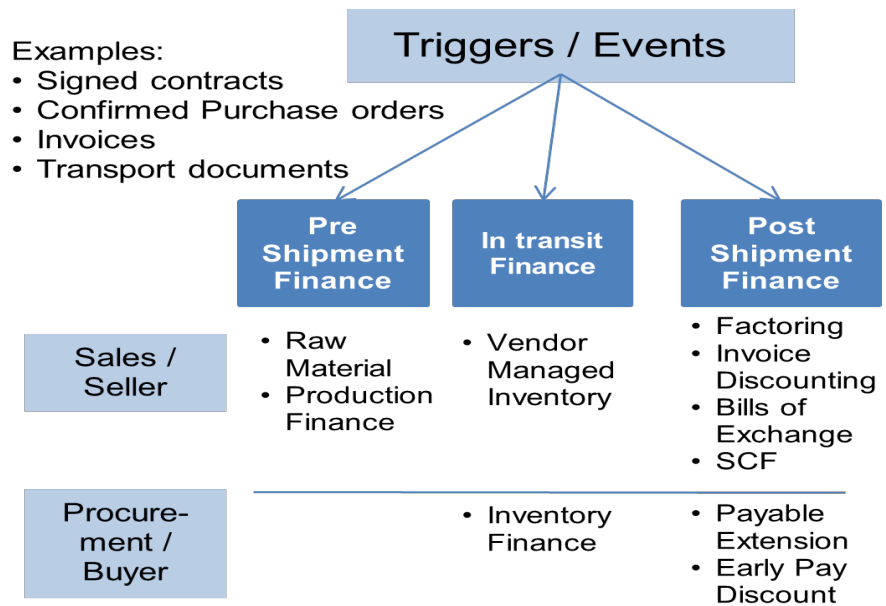 Triggers / Events
Examples:
• Signed contracts
• Confirmed Purchase orders
• Invoices
• Transport documents
Pre
Shipment
Finance
In transit
Finance
Post
Shipment
Finance
Sales /
Seller
• Raw
Material
• Production
Finance
• Vendor
Managed
Inventory
• Factoring
• Invoice
Discounting
• Bills of
Exchange
• SCF
Procure-
ment /
Buyer
• Inventory
Finance
• Payable
Extension
• Early Pay
Discount